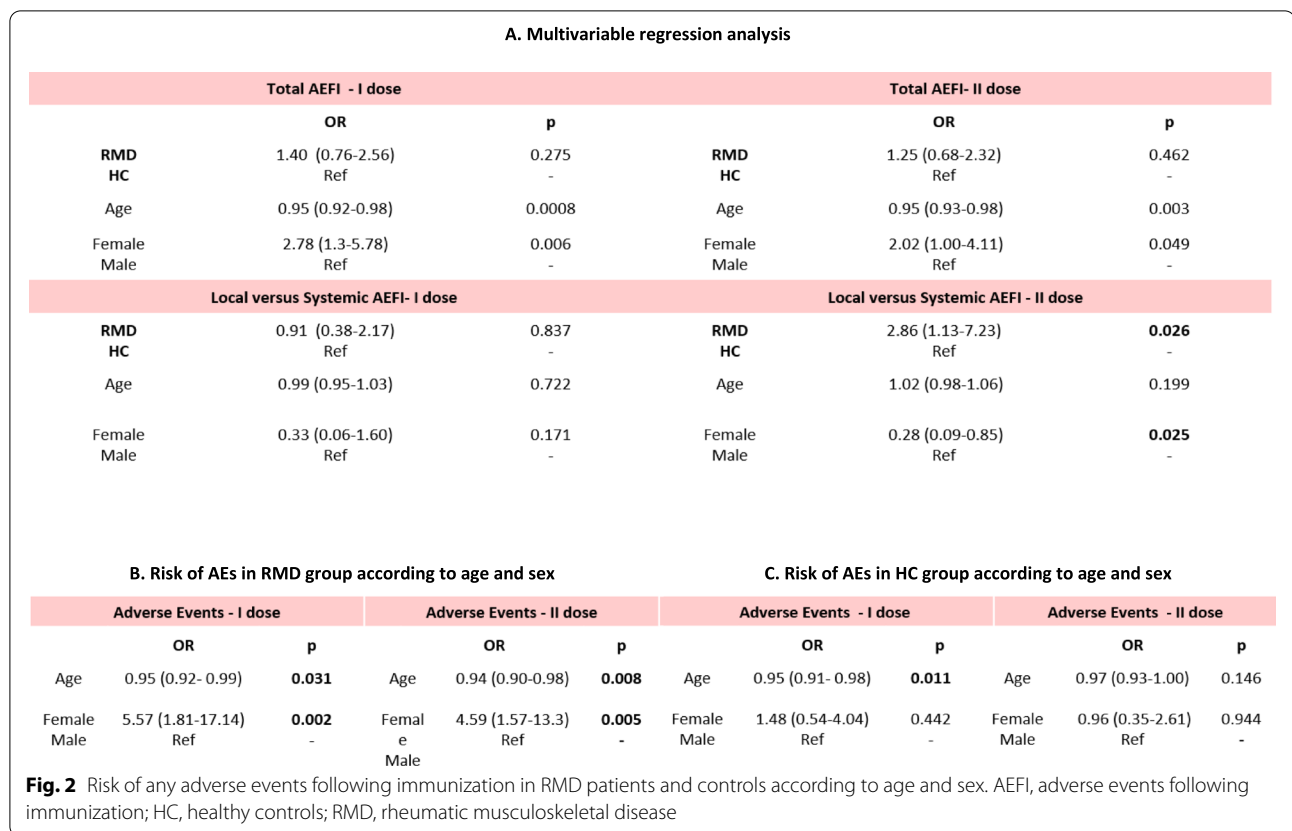 A. Multivariable regression analysis
Total AEFI - I dose Total AEFI- II dose
OR p OR p
RMD 1.40 (0.76-2.56) 0.275 RMD 1.25 (0.68-2.32) 0.462
HC Ref - HC Ref -
Age 0.95 (0.92-0.98) 0.0008 Age 0.95 (0.93-0.98) 0.003
Female 2.78 (1.3-5.78) 0.006 Female 2.02 (1.00-4.11) 0.049
Male Ref - Male Ref -
Local versus Systemic AEFI- I dose Local versus Systemic AEFI - II dose
RMD 0.91 (0.38-2.17) 0.837 RMD 2.86 (1.13-7.23) 0.026
HC Ref - HC Ref -
Age 0.99 (0.95-1.03) 0.722 Age 1.02 (0.98-1.06) 0.199
Female 0.33 (0.06-1.60) 0.171 Female 0.28 (0.09-0.85) 0.025
Male Ref - Male Ref -
B. Risk of AEs in RMD group according to age and sex C. Risk of AEs in HC group according to age and sex
Adverse Events - I dose Adverse Events - II dose Adverse Events - I dose Adverse Events - II dose
OR p OR p OR p OR p
Age 0.95 (0.92- 0.99) 0.031 Age 0.94 (0.90-0.98) 0.008 Age 0.95 (0.91- 0.98) 0.011 Age 0.97 (0.93-1.00) 0.146
Female 5.57 (1.81-17.14) 0.002 Femal 4.59 (1.57-13.3) 0.005 Female 1.48 (0.54-4.04) 0.442 Female 0.96 (0.35-2.61) 0.944
Male Ref - e Ref - Male Ref - Male Ref -
Male
Fig. 2 Risk of any adverse events following immunization in RMD patients and controls according to age and sex. AEFI, adverse events following
immunization; HC, healthy controls; RMD, rheumatic musculoskeletal disease